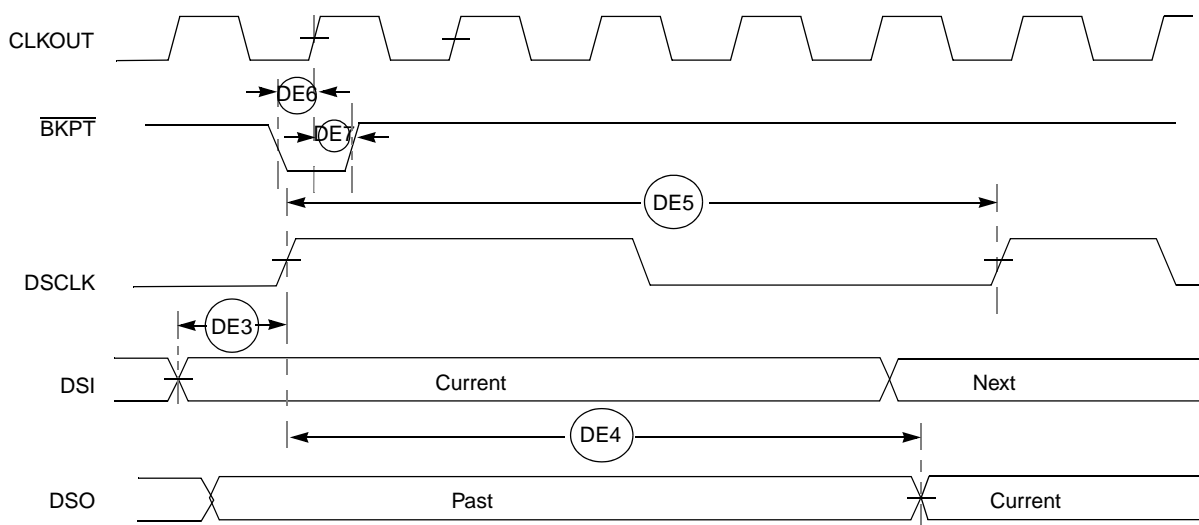 CLKOUT
DE6
BKPT
DE7
DE5
DSCLK
DE3
DSI
Current
Next
DE4
DSO
Past
Current